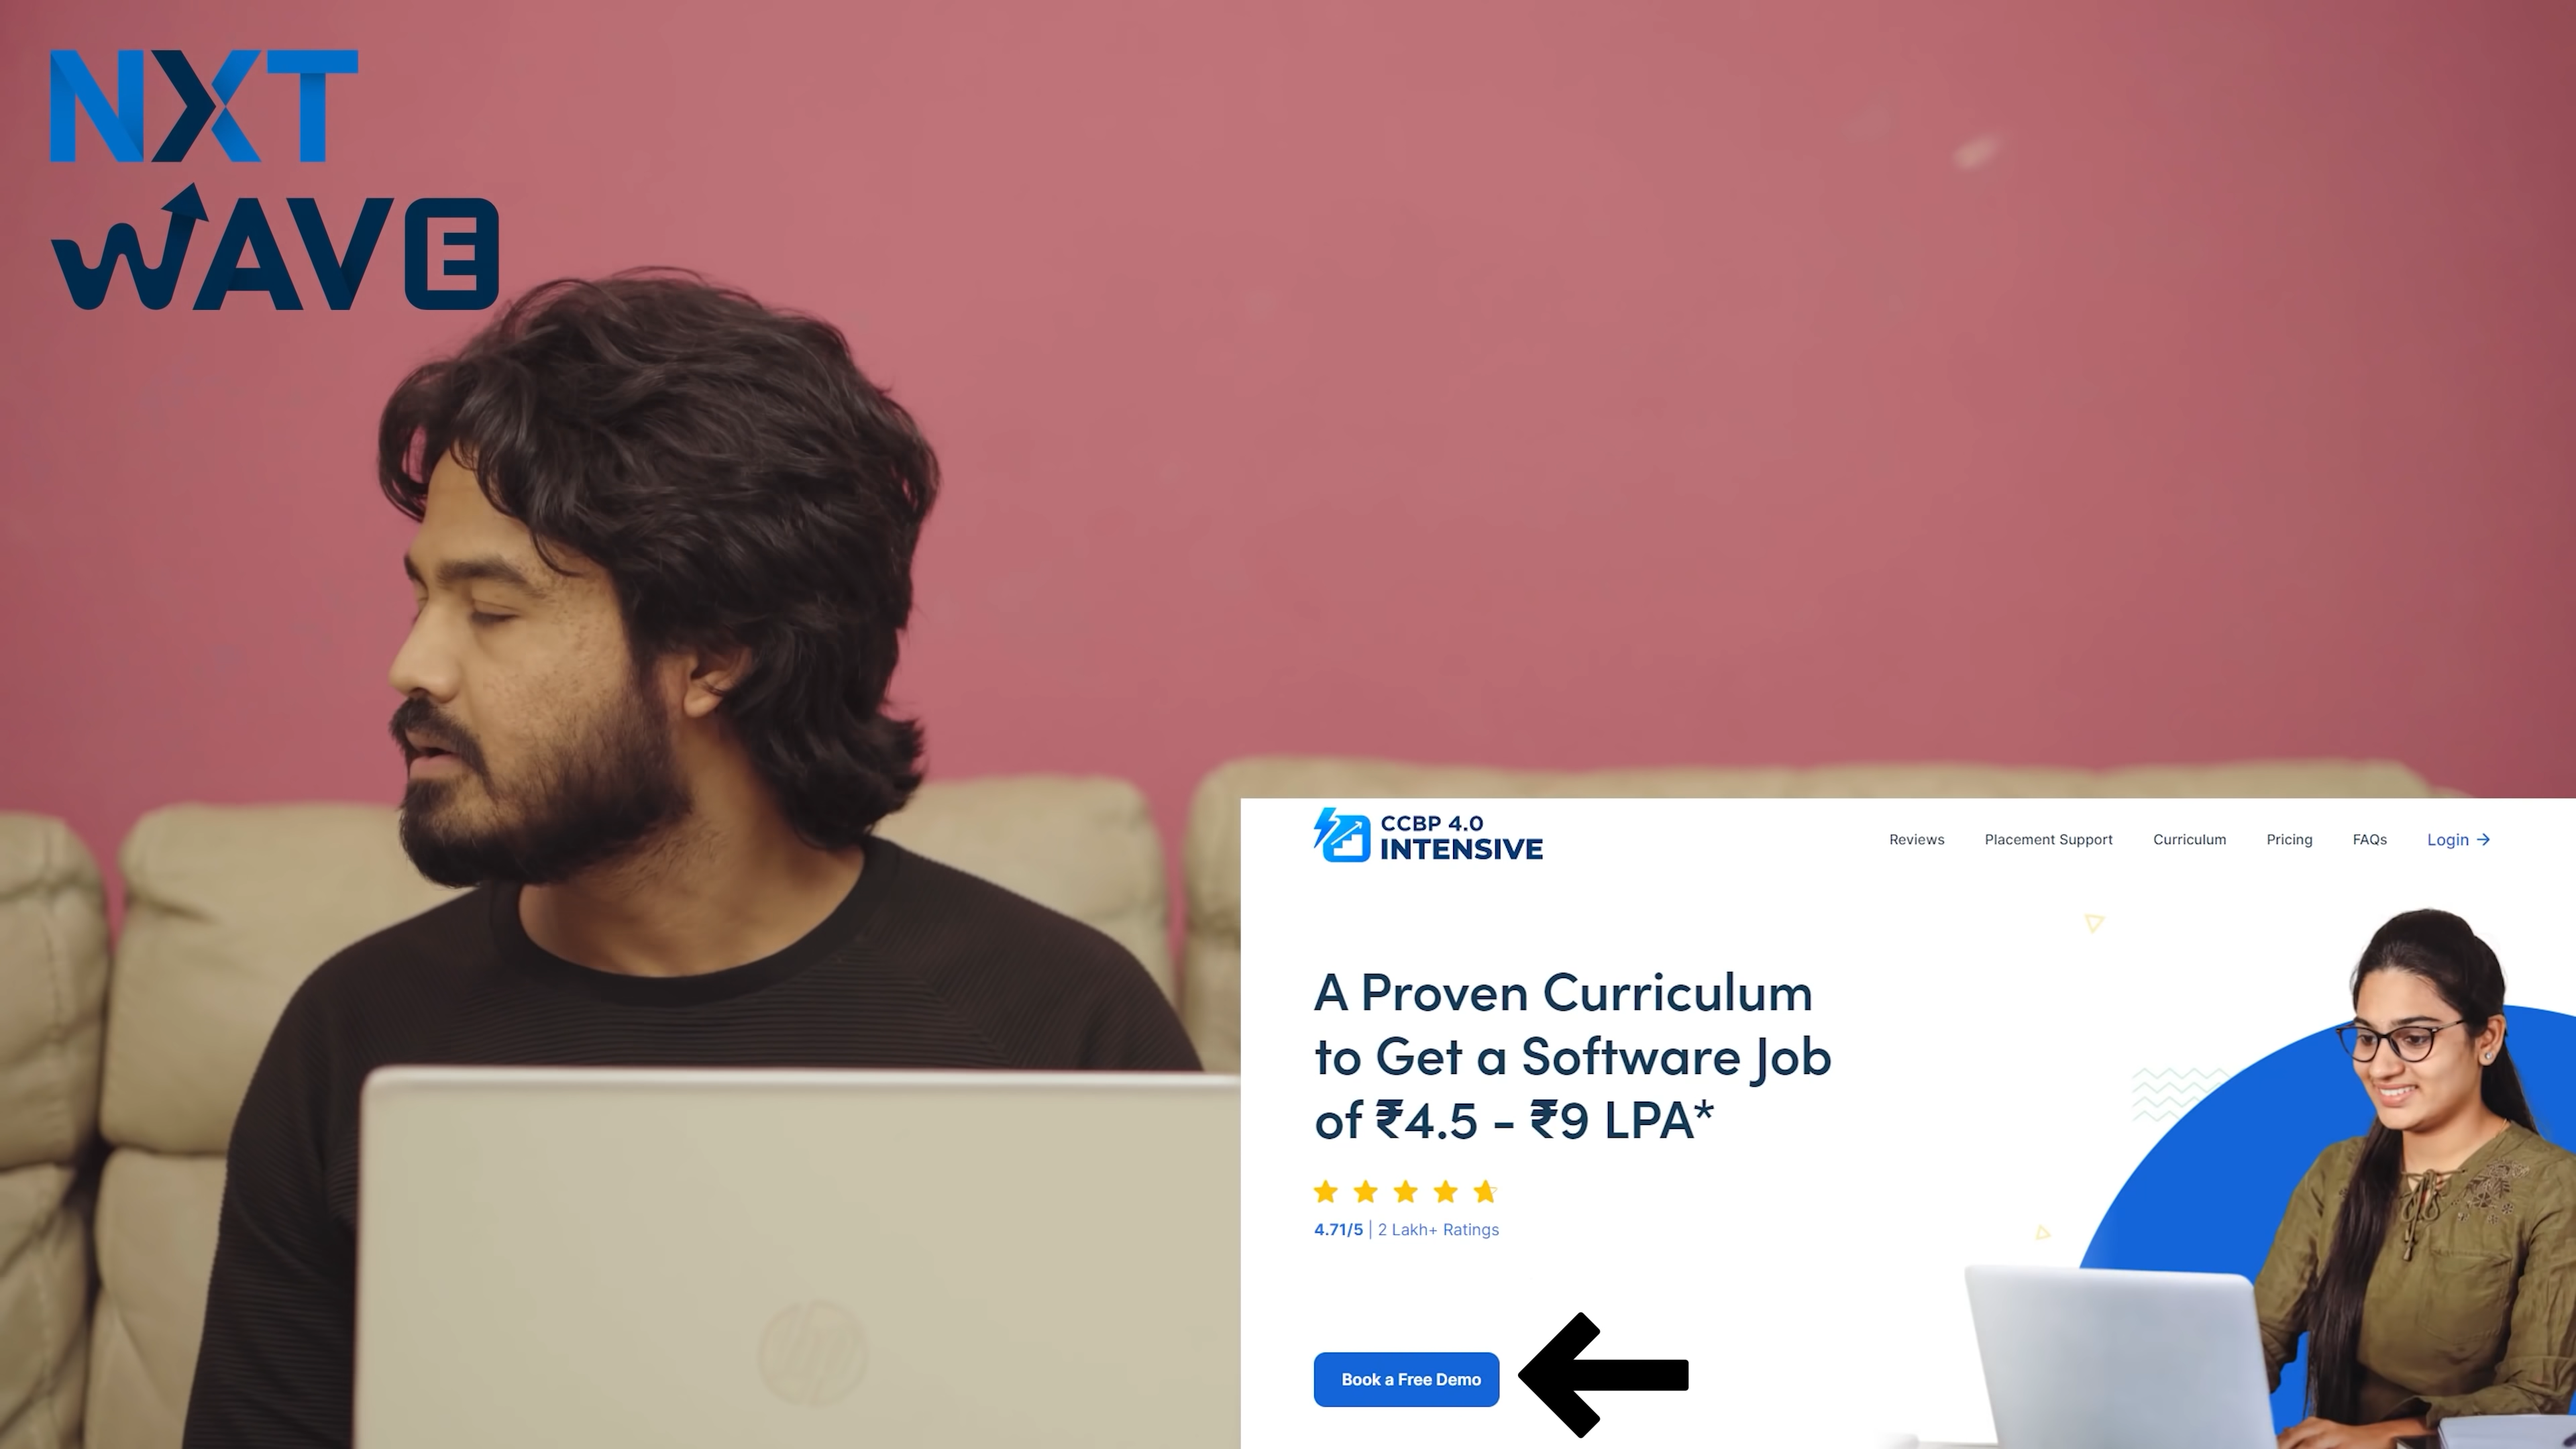 NXT
WAVE
CCBP 4.0
INTENSIVE
Reviews Placement Support Curriculum Pricing FAQs Login →
A Proven Curriculum
to Get a Software Job
of ₹4.5 - ₹9 LPA*
4.71/5 | 2 Lakh+ Ratings
Book a Free Demo
hp